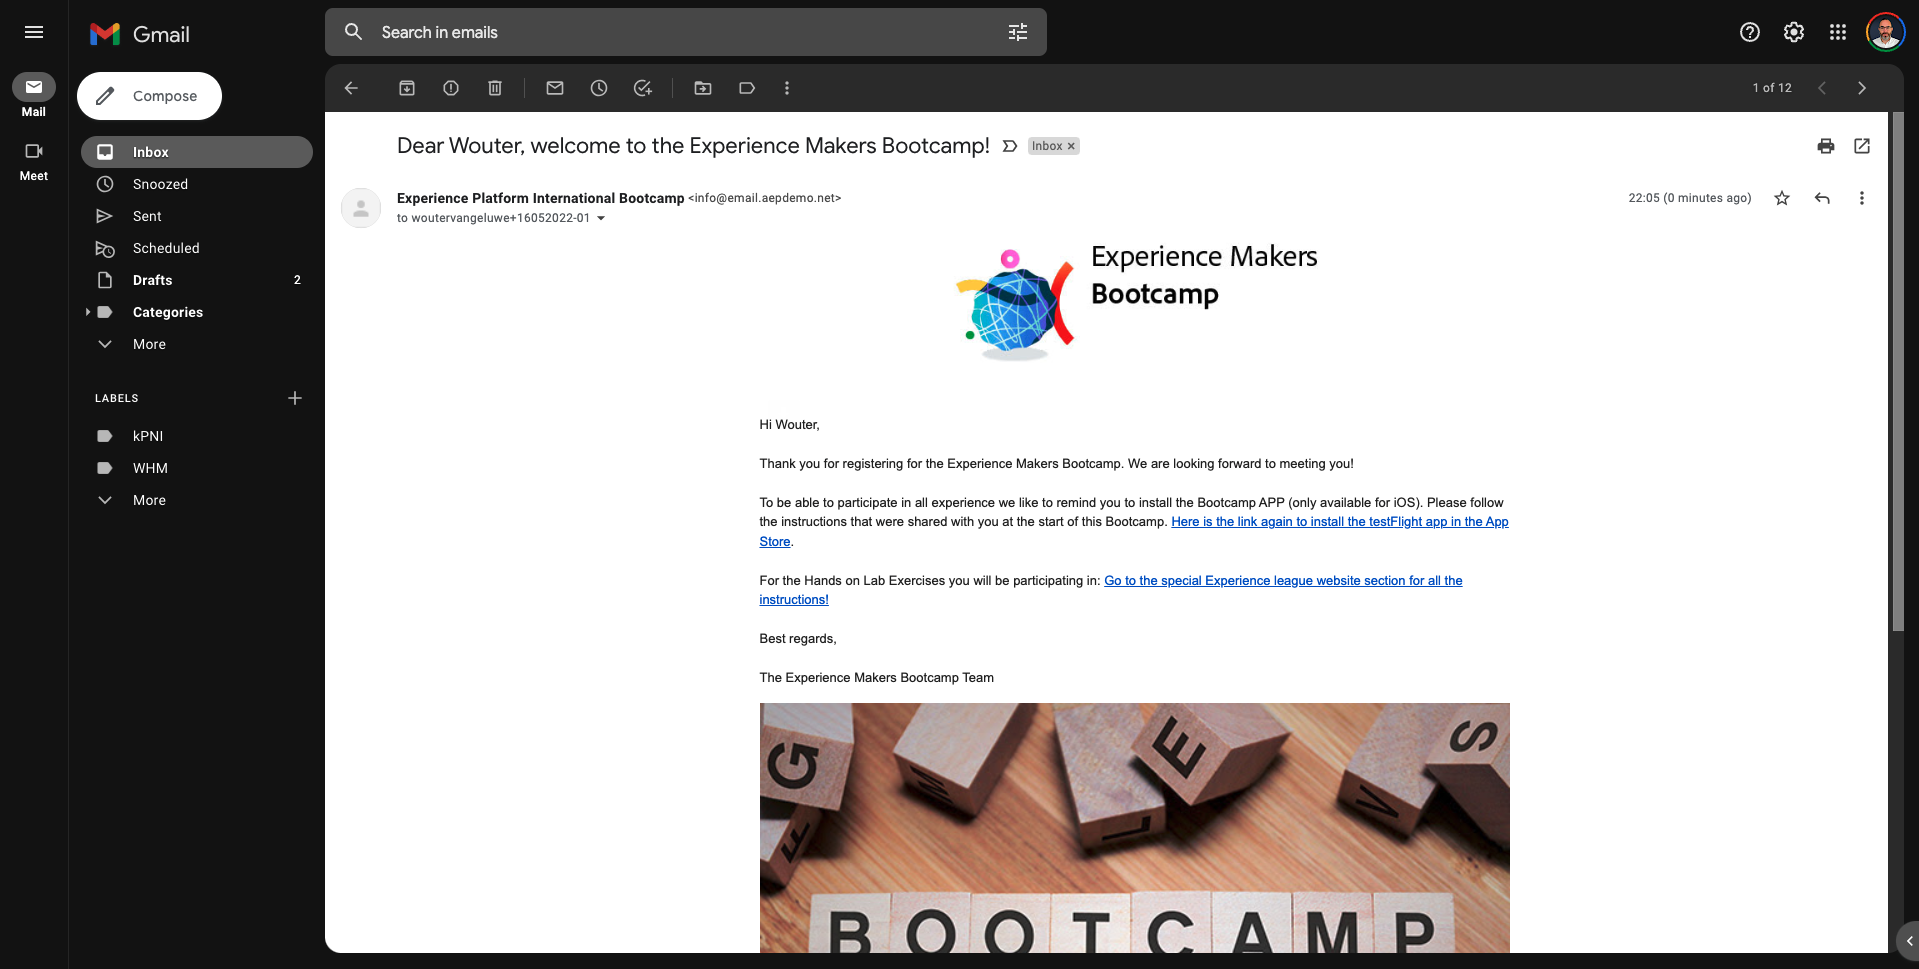 Gmail
Search in emails
Mail
Meet
Compose
Inbox
Snoozed
Sent
Scheduled
Drafts 2
Categories
More
LABELS
kPNI
WHM
More
1 of 12
Dear Wouter, welcome to the Experience Makers Bootcamp!
Inbox
Experience Platform International Bootcamp <info@email.aepdemo.net>
22:05 (0 minutes ago)
to woutervangeluwe+16052022-01
Experience Makers
Bootcamp
Hi Wouter,
Thank you for registering for the Experience Makers Bootcamp. We are looking forward to meeting you!
To be able to participate in all experience we like to remind you to install the Bootcamp APP (only available for iOS). Please follow
the instructions that were shared with you at the start of this Bootcamp. Here is the link again to install the testFlight app in the App
Store.
For the Hands on Lab Exercises you will be participating in: Go to the special Experience league website section for all the
instructions!
Best regards,
The Experience Makers Bootcamp Team
G M L E V S
F
BOOTCAMP